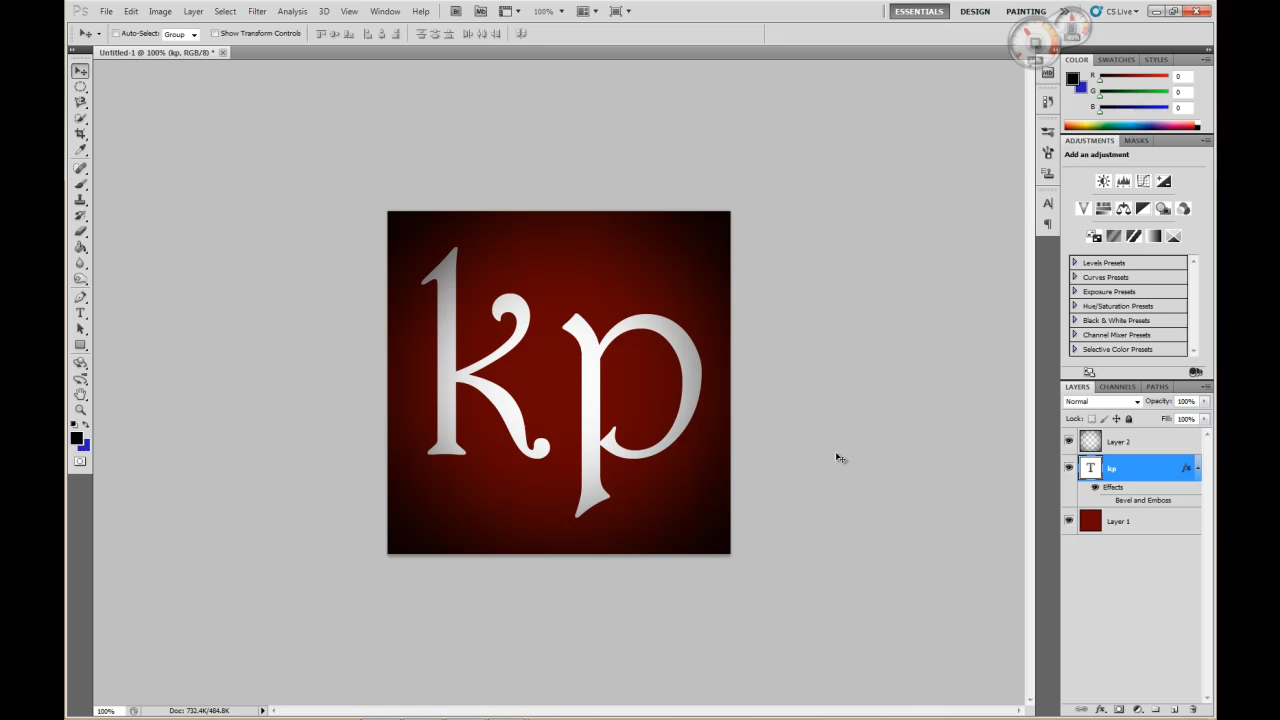 Ps File Edit Image Layer Select Filter Analysis 3D View Window Help Br Mb 100% ESSENTIALS DESIGN PAINTING CS Live
Auto-Select: Group Show Transform Controls
Untitled-1 @ 100% (kp, RGB/8) *
COLOR SWATCHES STYLES
R 0
G 0
B 0
ADJUSTMENTS MASKS
Add an adjustment
Levels Presets
Curves Presets
Exposure Presets
Hue/Saturation Presets
Black & White Presets
Channel Mixer Presets
Selective Color Presets
kp
LAYERS CHANNELS PATHS
Normal Opacity: 100%
Lock: Fill: 100%
Layer 2
T kp fx
Effects
Bevel and Emboss
Layer 1
100% Doc: 732.4K/484.8K